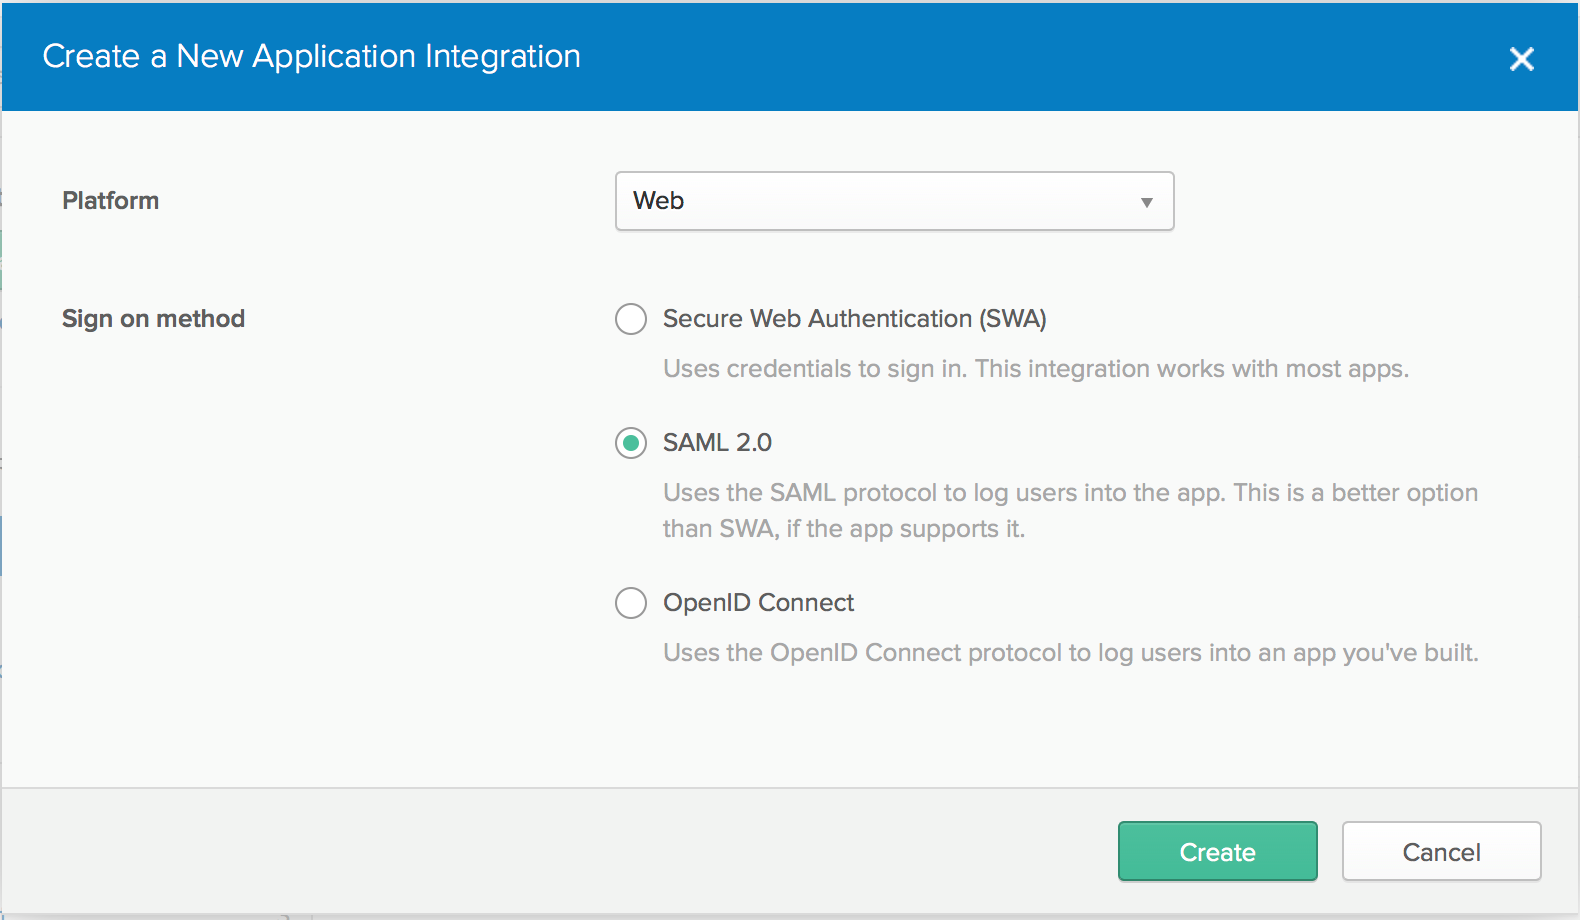 Create a New Application Integration
Platform
Web
Sign on method
Secure Web Authentication (SWA)
Uses credentials to sign in. This integration works with most apps.
SAML 2.0
Uses the SAML protocol to log users into the app. This is a better option
than SWA, if the app supports it.
OpenID Connect
Uses the OpenID Connect protocol to log users into an app you've built.
Create
Cancel